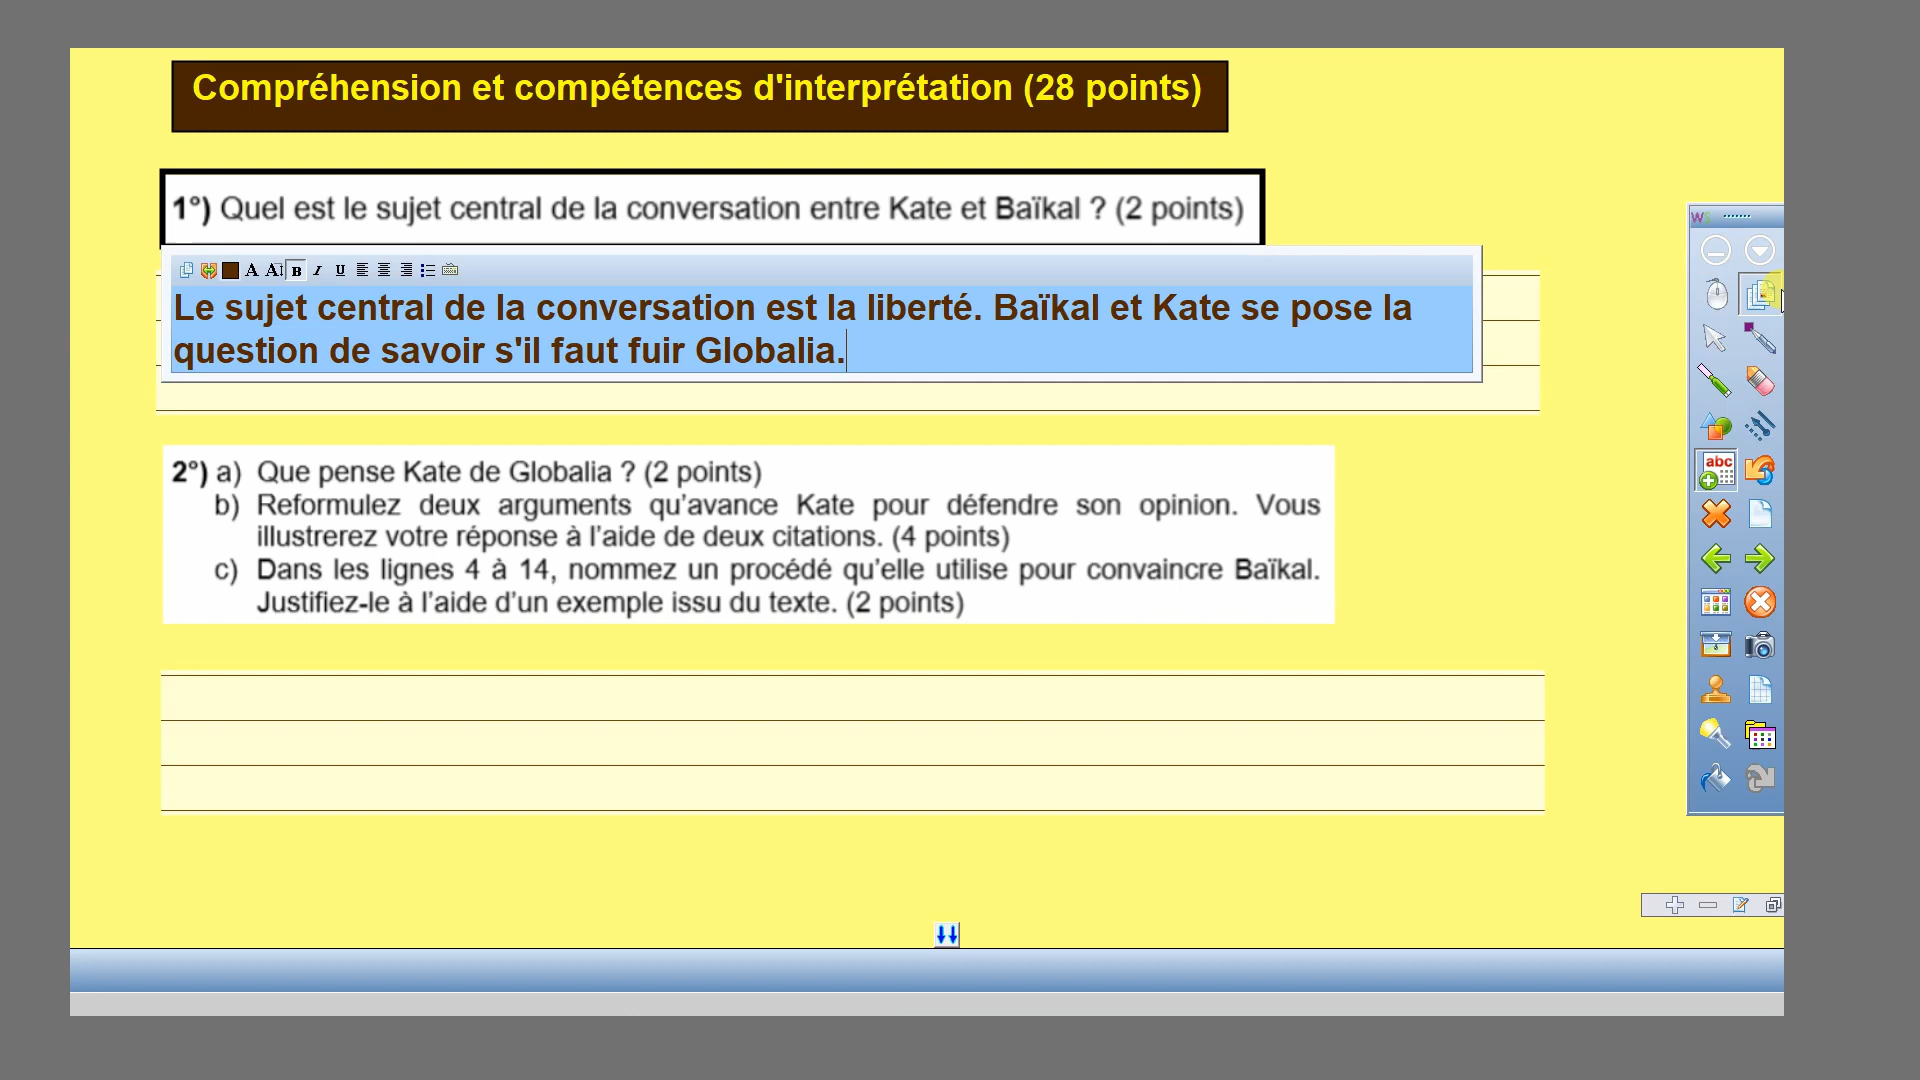 Compréhension et compétences d'interprétation (28 points)
1°) Quel est le sujet central de la conversation entre Kate et Baïkal ? (2 points)
A A B I U
Le sujet central de la conversation est la liberté. Baïkal et Kate se pose la
question de savoir s'il faut fuir Globalia.
2°) a) Que pense Kate de Globalia ? (2 points)
b) Reformulez deux arguments qu'avance Kate pour défendre son opinion. Vous
illustrerez votre réponse à l'aide de deux citations. (4 points)
c) Dans les lignes 4 à 14, nommez un procédé qu'elle utilise pour convaincre Baïkal.
Justifiez-le à l'aide d'un exemple issu du texte. (2 points)
WS
abc